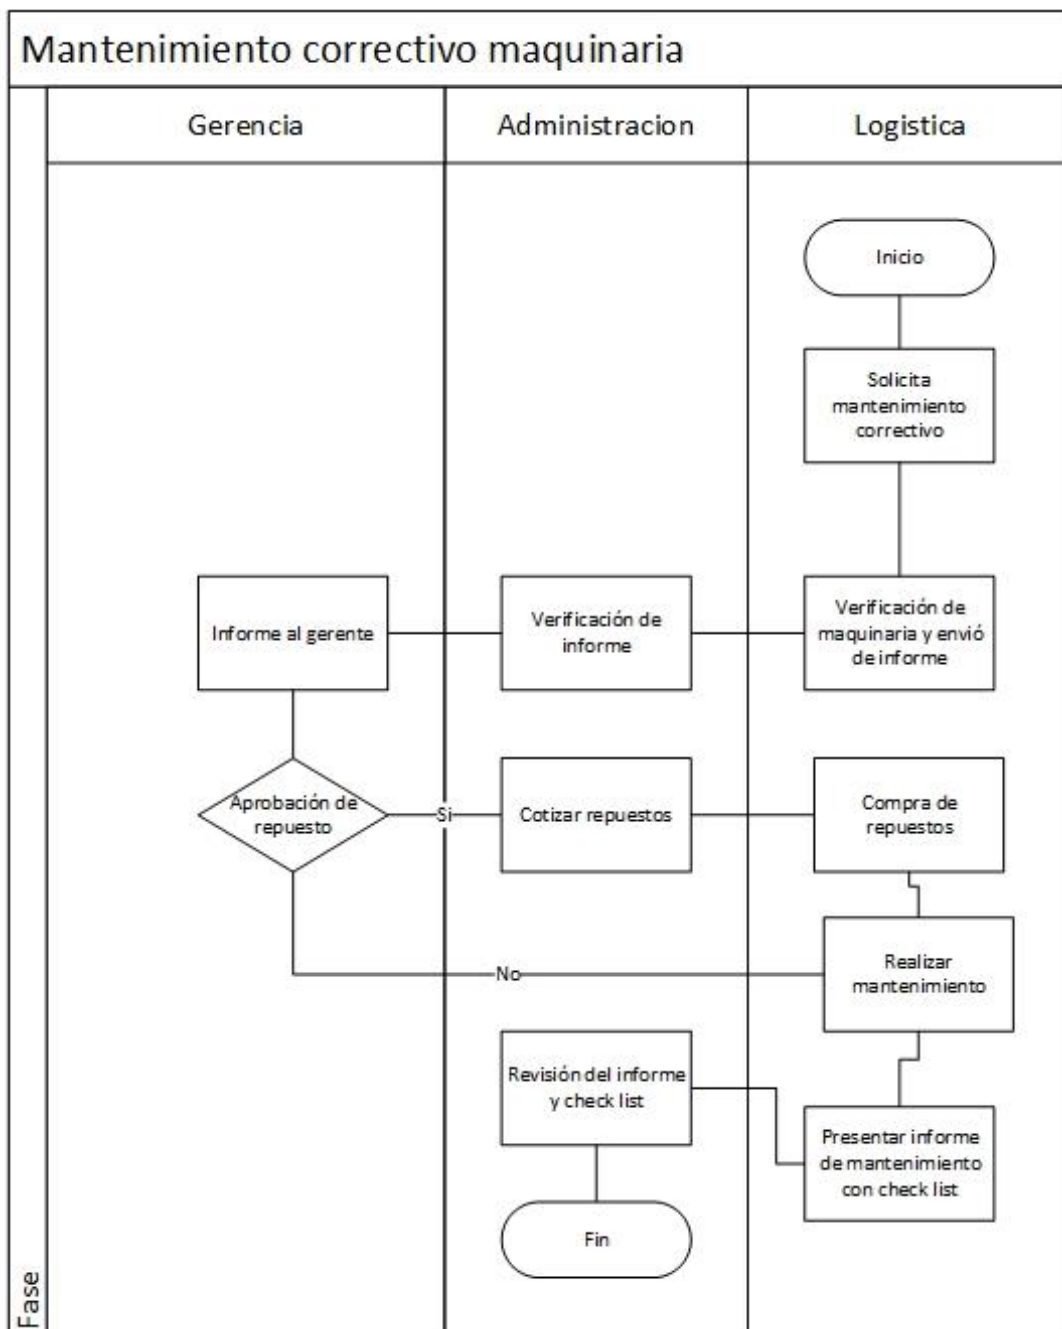 Mantenimiento correctivo maquinaria
Gerencia
Administracion
Logistica
Inicio
Solicita
mantenimiento
correctivo
Informe al gerente
Verificación de
informe
Verificación de
maquinaria y envió
de informe
Aprobación de
repuesto
Si
Cotizar repuestos
Compra de
repuestos
No
Realizar
mantenimiento
Revisión del informe
y check list
Presentar informe
de mantenimiento
con check list
Fin
Fase